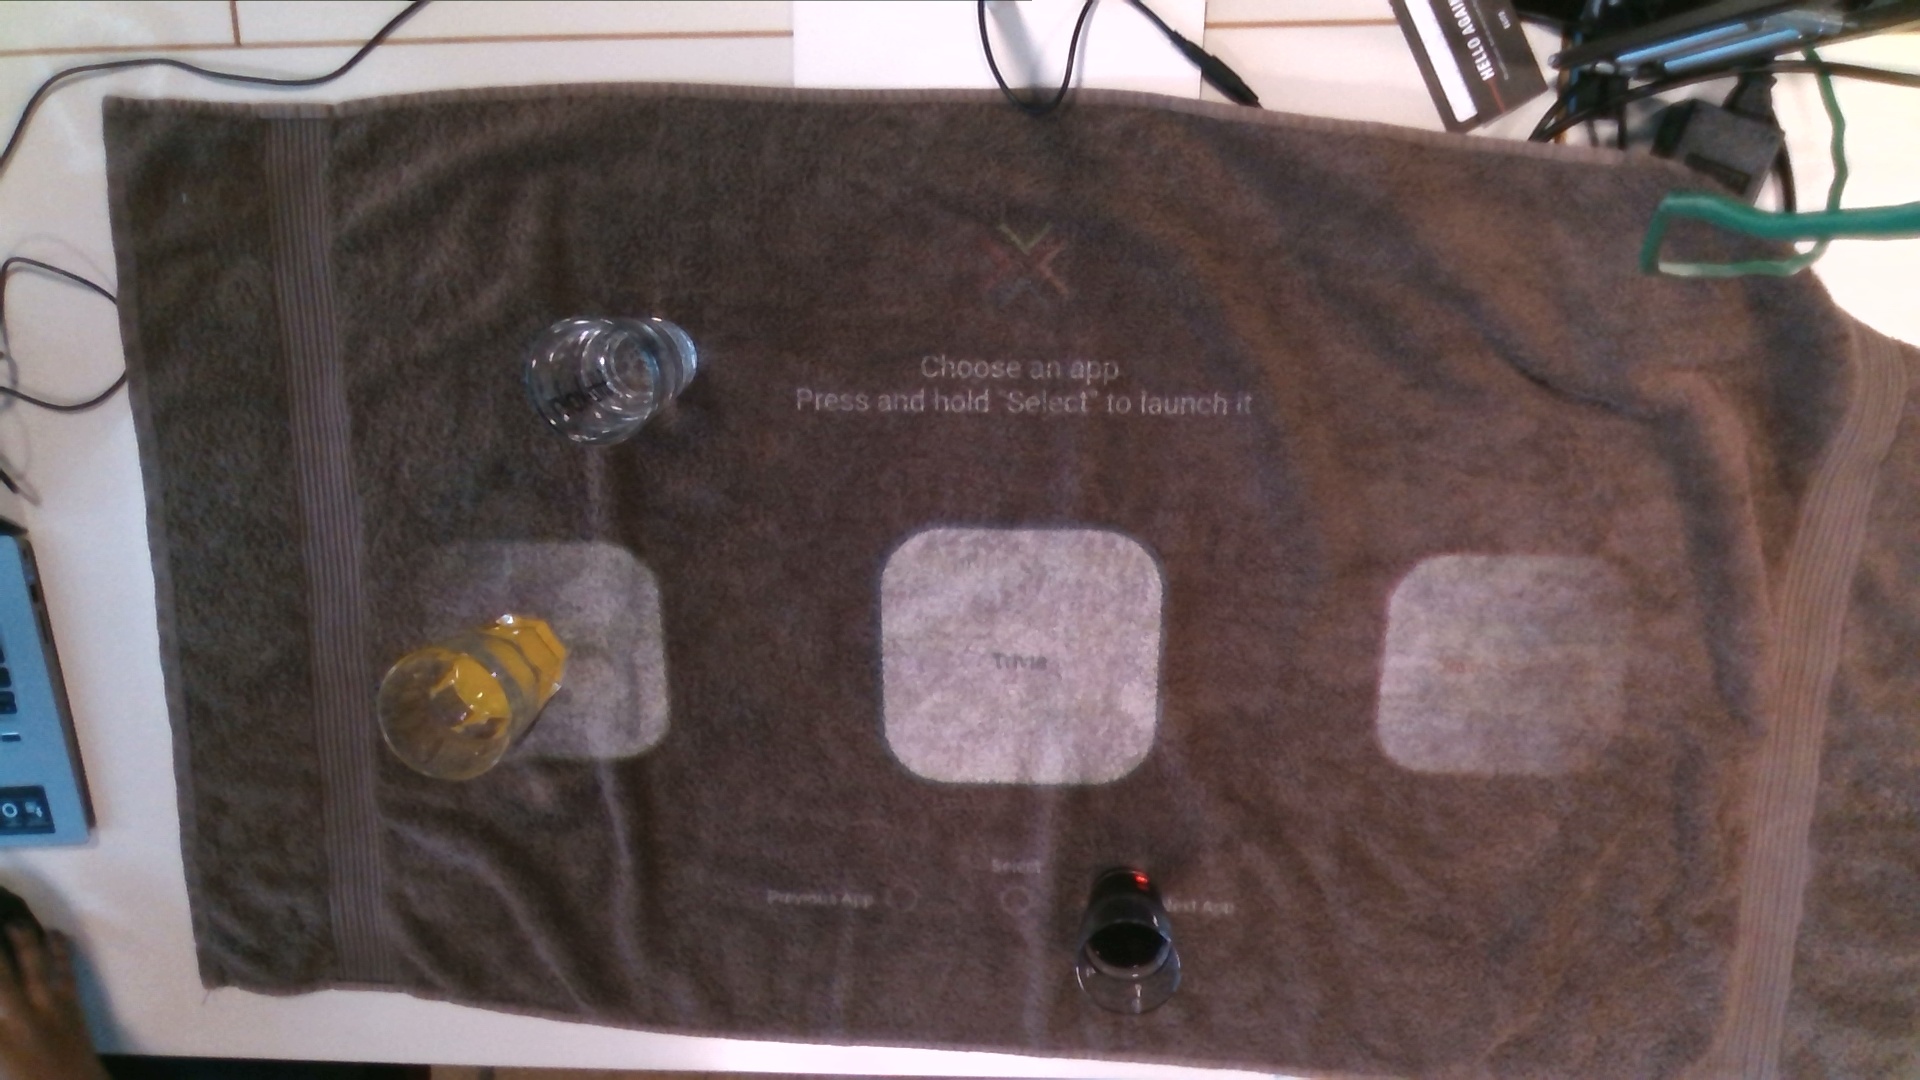 HELLO AGAIN
Choose an app
Press and hold "Select" to launch it
Trivia
Select
Previous App
Next App